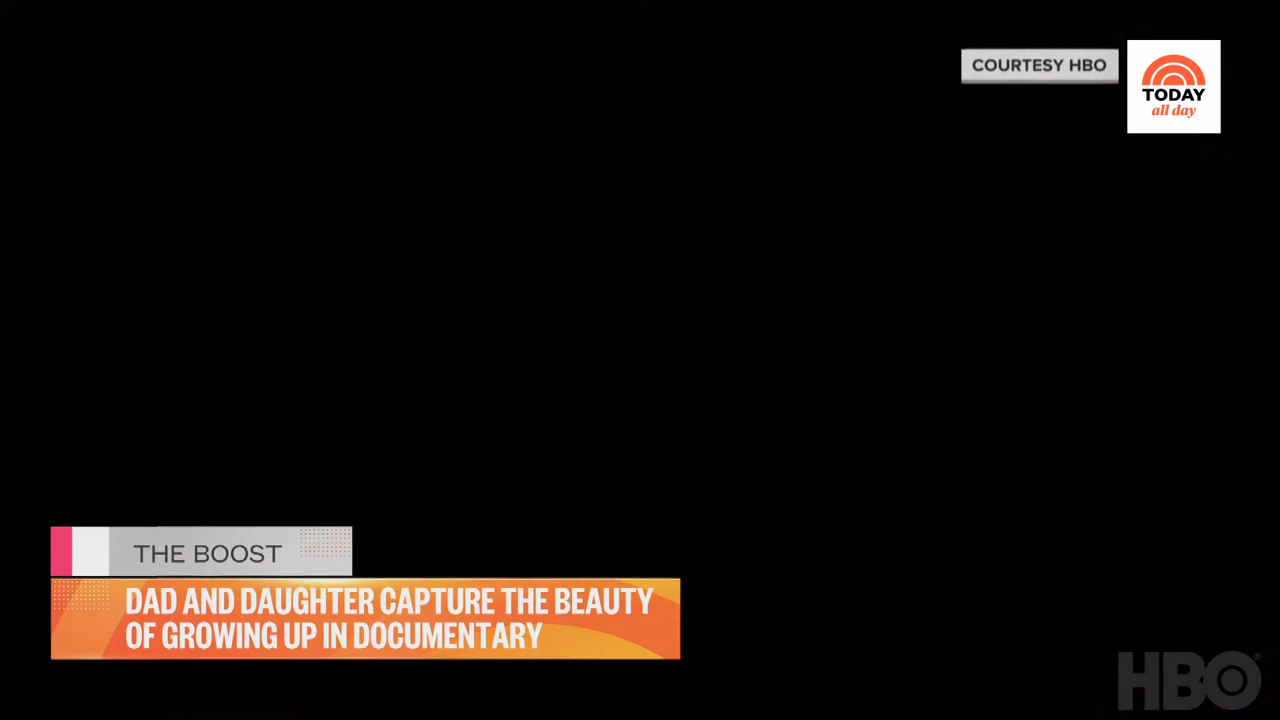 COURTESY HBO
TODAY
all day
THE BOOST
DAD AND DAUGHTER CAPTURE THE BEAUTY
OF GROWING UP IN DOCUMENTARY
HBO